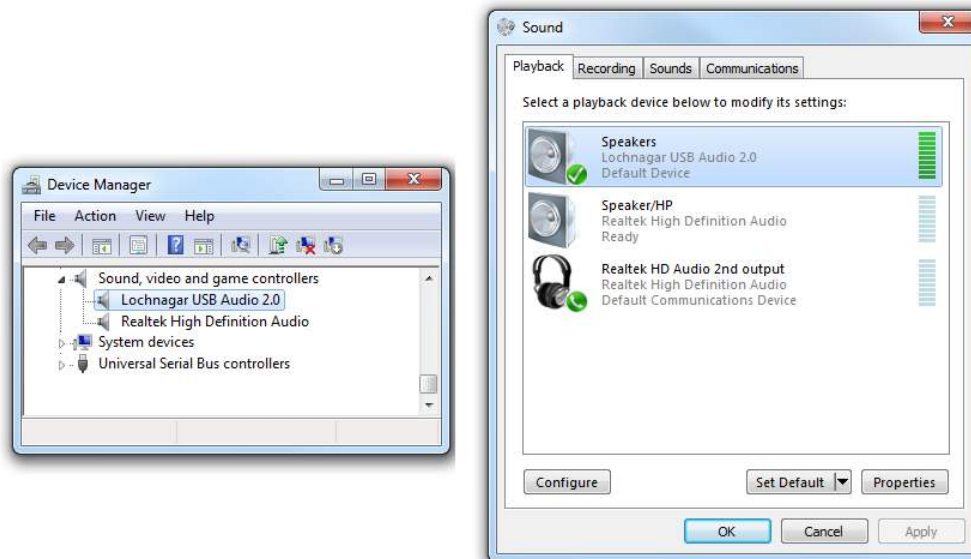 Device Manager
File Action View Help
Sound, video and game controllers
Lochnagar USB Audio 2.0
Realtek High Definition Audio
System devices
Universal Serial Bus controllers
Sound
Playback Recording Sounds Communications
Select a playback device below to modify its settings:
Speakers
Lochnagar USB Audio 2.0
Default Device
Speaker/HP
Realtek High Definition Audio
Ready
Realtek HD Audio 2nd output
Realtek High Definition Audio
Default Communications Device
Configure Set Default Properties
OK Cancel Apply